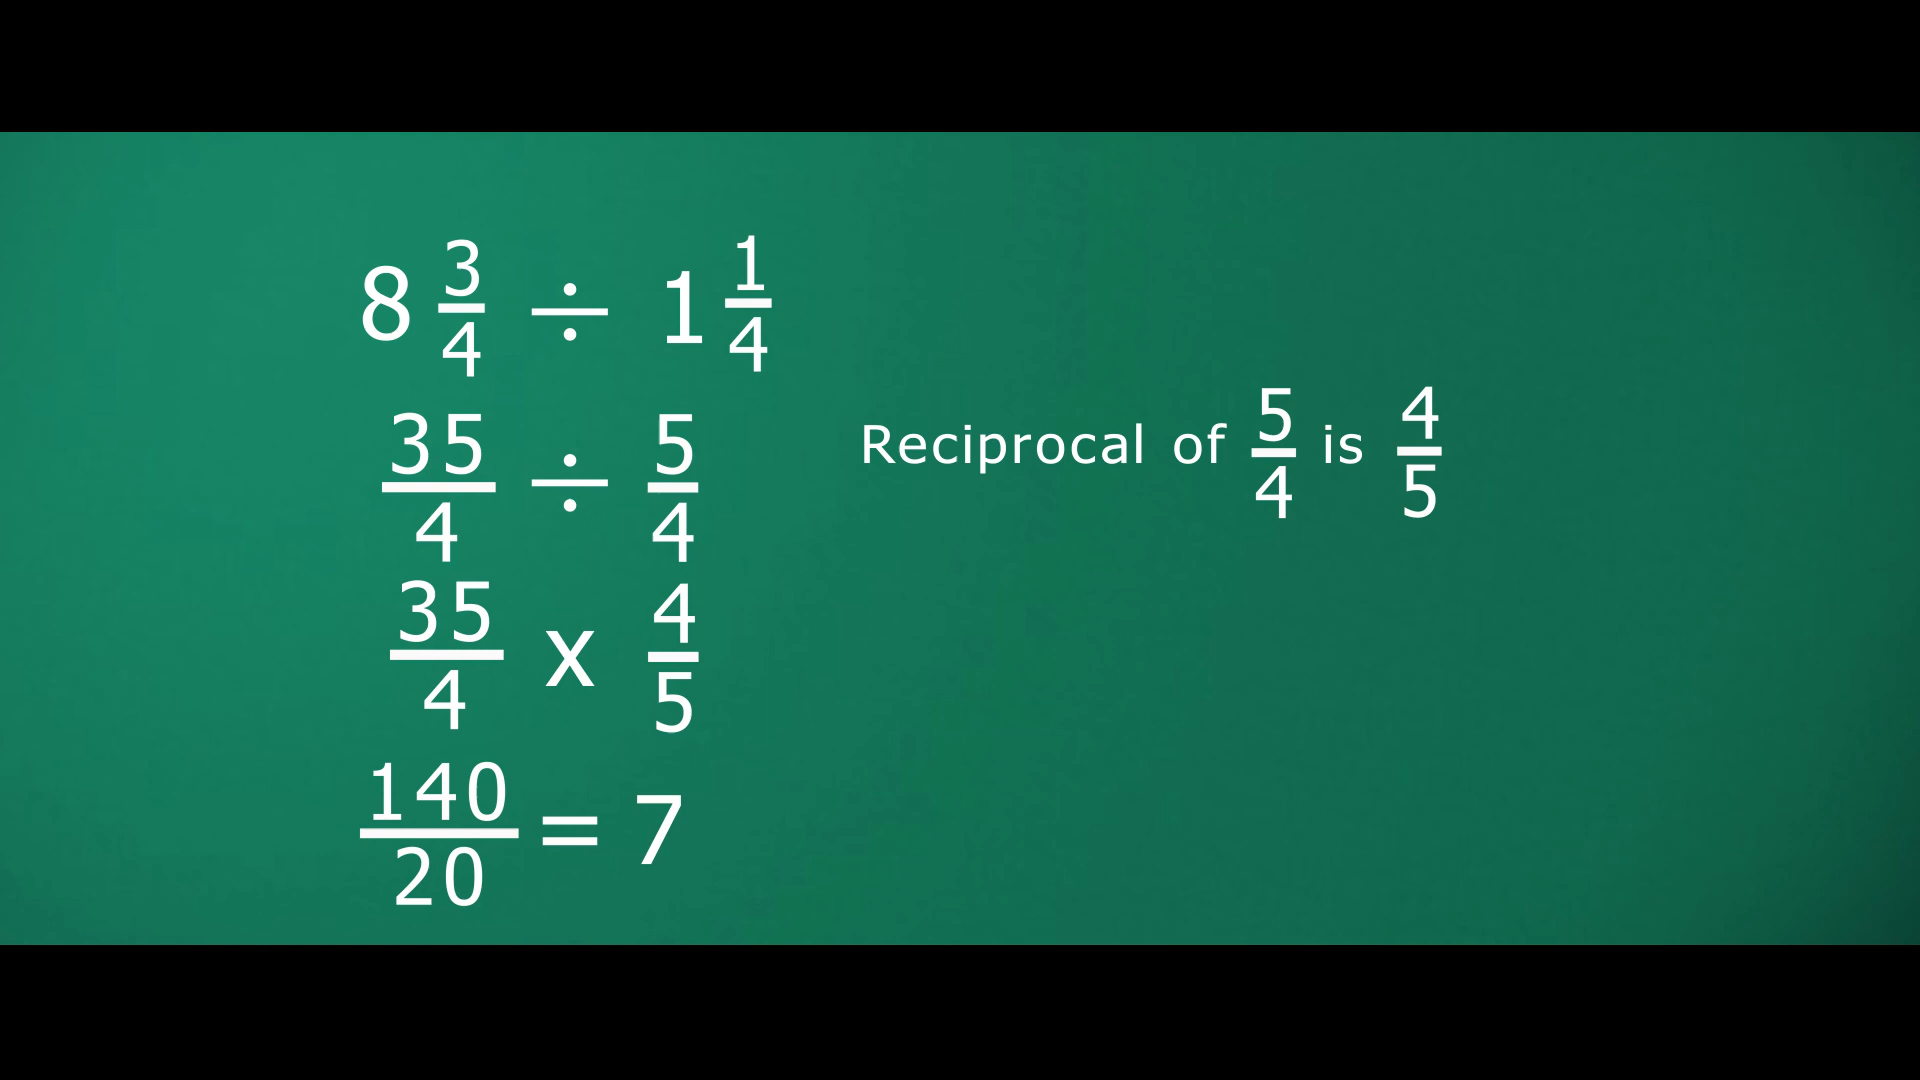 8 3/4 ÷ 1 1/4
35/4 ÷ 5/4 Reciprocal of 5/4 is 4/5
35/4 x 4/5
140/20 = 7